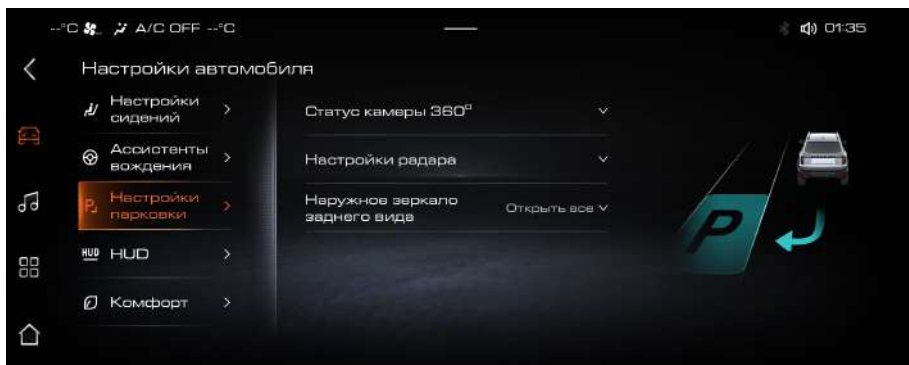 --°C A/C OFF --°C
01:35
Настройки автомобиля
Настройки
сидений
Ассистенты
вождения
Настройки
парковки
HUD HUD
Комфорт
Статус камеры 360°
Настройки радара
Наружное зеркало
заднего вида
Открыть все
P